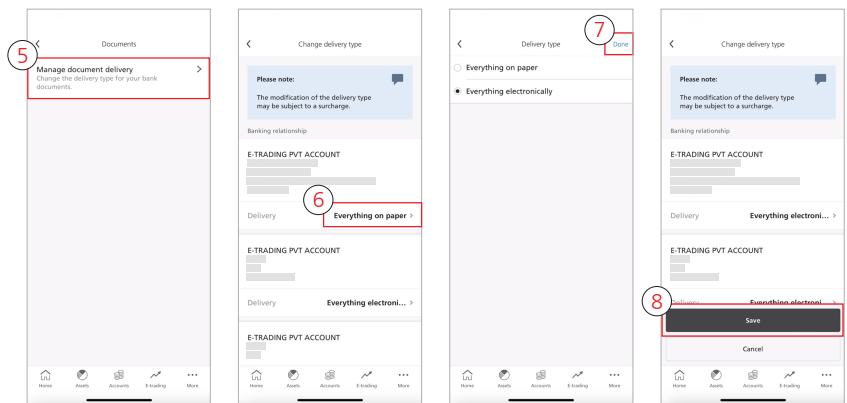 5
Documents
Manage document delivery
Change the delivery type for your bank
documents.
Home Assets Accounts E-trading More
Change delivery type
Please note:
The modification of the delivery type
may be subject to a surcharge.
Banking relationship
E-TRADING PVT ACCOUNT
6
Delivery Everything on paper
E-TRADING PVT ACCOUNT
Delivery Everything electroni...
E-TRADING PVT ACCOUNT
Home Assets Accounts E-trading More
7
Delivery type Done
Everything on paper
Everything electronically
Home Assets Accounts E-trading More
Change delivery type
Please note:
The modification of the delivery type
may be subject to a surcharge.
Banking relationship
E-TRADING PVT ACCOUNT
Delivery Everything electroni...
E-TRADING PVT ACCOUNT
8
Delivery Everything electroni...
Save
Cancel
Home Assets Accounts E-trading More